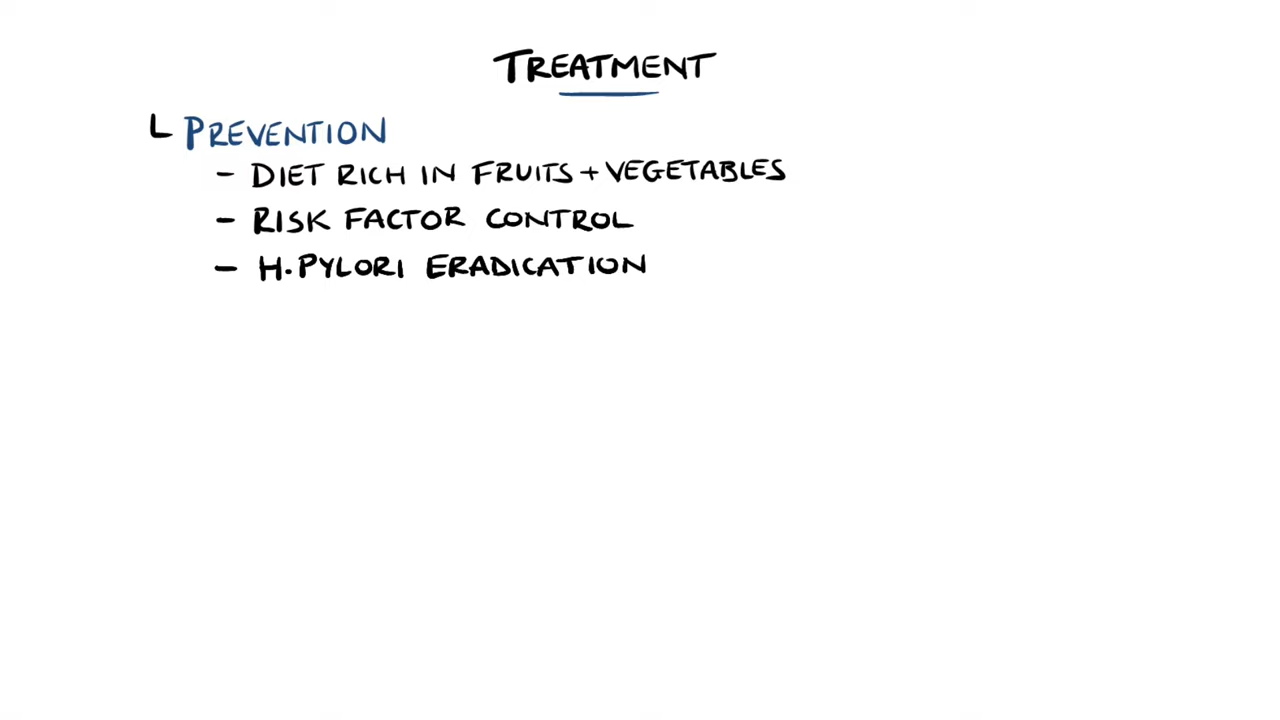 TREATMENT
PREVENTION
- DIET RICH IN FRUITS + VEGETABLES
- RISK FACTOR CONTROL
- H. PYLORI ERADICATION